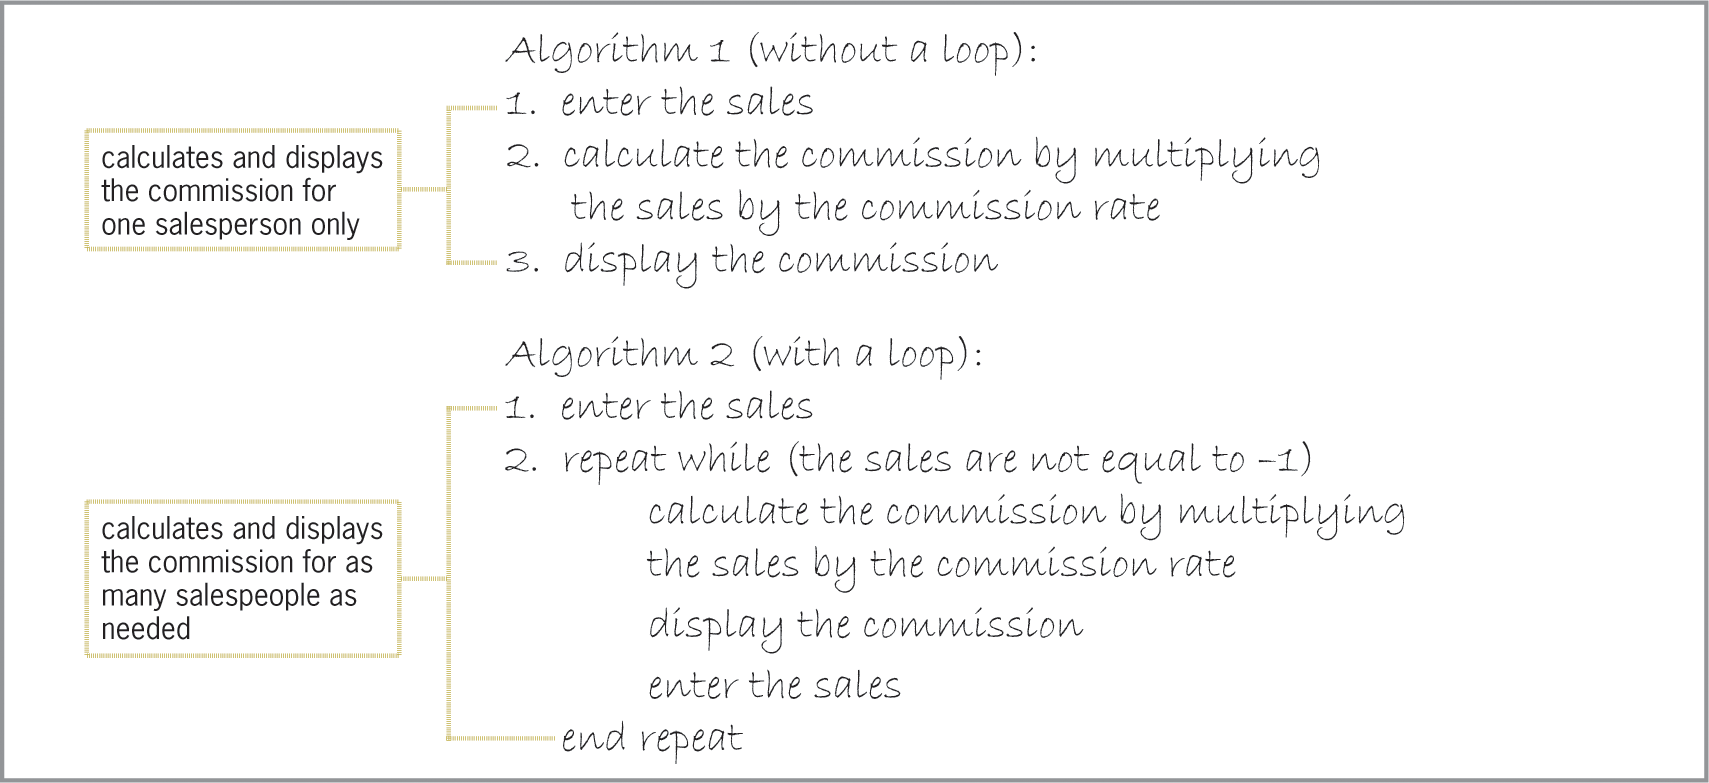 Algorithm 1 (without a loop):
1. enter the sales
2. calculate the commission by multiplying
the sales by the commission rate
3. display the commission
calculates and displays
the commission for
one salesperson only
Algorithm 2 (with a loop):
1. enter the sales
2. repeat while (the sales are not equal to –1)
calculate the commission by multiplying
the sales by the commission rate
display the commission
enter the sales
end repeat
calculates and displays
the commission for as
many salespeople as
needed